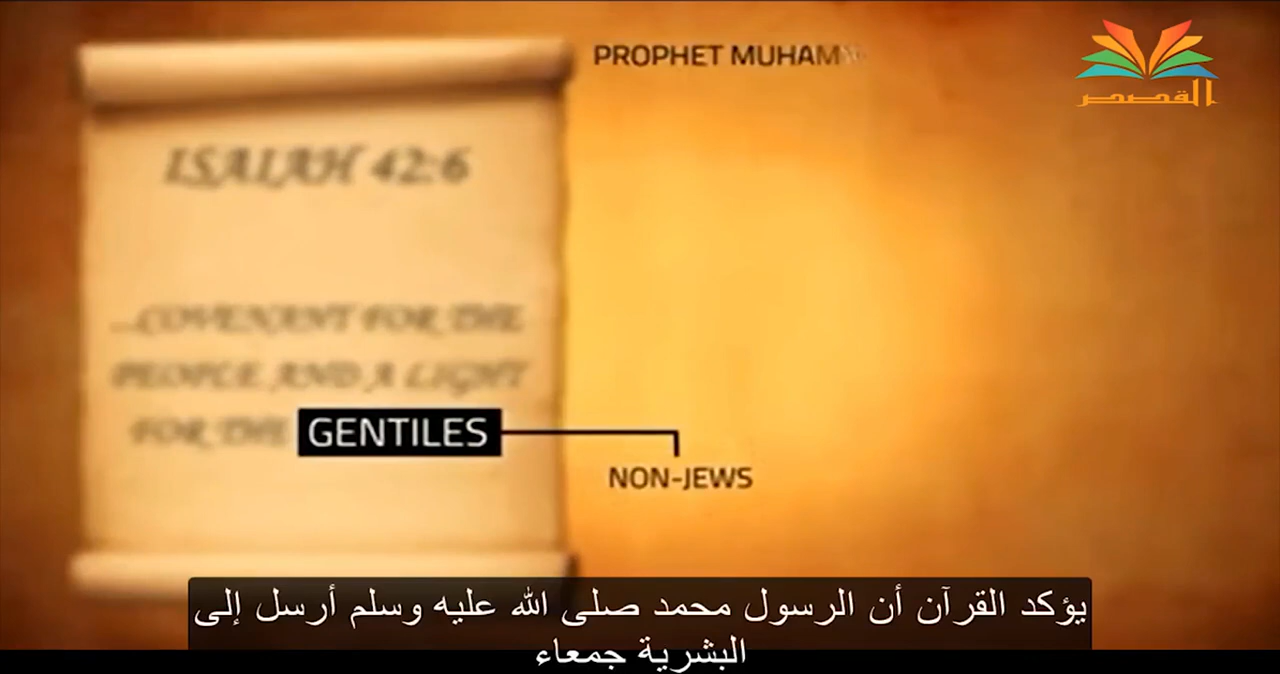 PROPHET MUHAM
القصص
ISAIAH 42:6
...COVENANT FOR THE
PEOPLE AND A LIGHT
FOR THE GENTILES
NON-JEWS
يؤكد القرآن أن الرسول محمد صلى الله عليه وسلم أرسل إلى
البشرية جمعاء